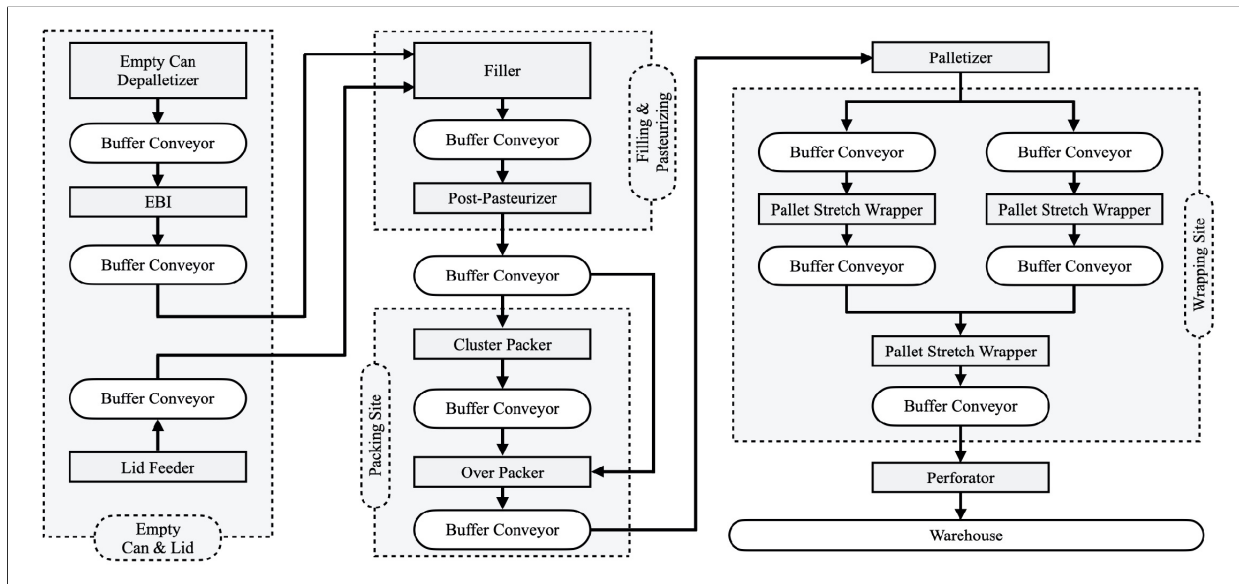 Empty Can
Depalletizer
Buffer Conveyor
EBI
Buffer Conveyor
Buffer Conveyor
Lid Feeder
Empty
Can & Lid
Filler
Buffer Conveyor
Post-Pasteurizer
Filling &
Pasteurizing
Buffer Conveyor
Cluster Packer
Buffer Conveyor
Over Packer
Buffer Conveyor
Packing Site
Palletizer
Buffer Conveyor
Buffer Conveyor
Pallet Stretch Wrapper
Pallet Stretch Wrapper
Buffer Conveyor
Buffer Conveyor
Pallet Stretch Wrapper
Buffer Conveyor
Wrapping Site
Perforator
Warehouse